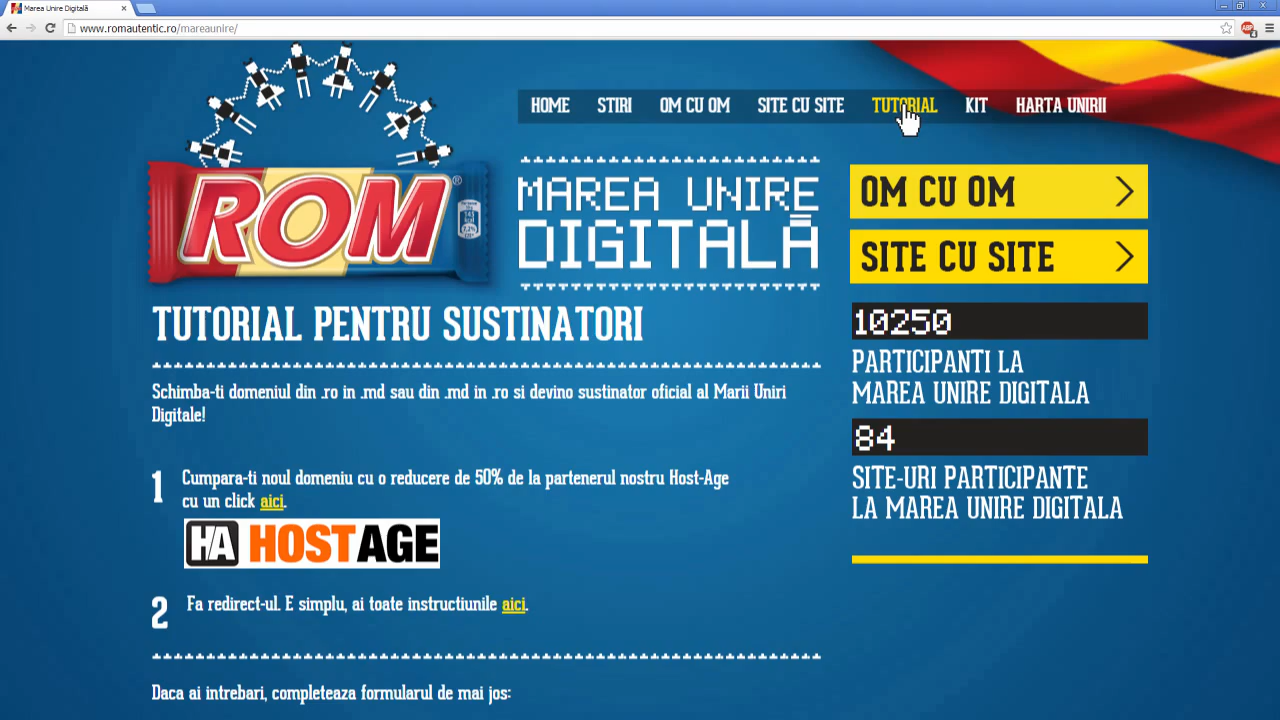 Marea Unire Digitală
www.romautentic.ro/mareaunire/
HOME STIRI OM CU OM SITE CU SITE TUTORIAL KIT HARTA UNIRII
ROM®
MAREA UNIRE
DIGITALĂ
OM CU OM
SITE CU SITE
TUTORIAL PENTRU SUSTINATORI
10250
PARTICIPANTI LA
MAREA UNIRE DIGITALA
84
SITE-URI PARTICIPANTE
LA MAREA UNIRE DIGITALA
Schimba-ti domeniul din .ro in .md sau din .md in .ro si devino sustinator oficial al Marii Uniri
Digitale!
1 Cumpara-ti noul domeniu cu o reducere de 50% de la partenerul nostru Host-Age
cu un click aici.
HA HOSTAGE
2 Fa redirect-ul. E simplu, ai toate instructiunile aici.
Daca ai intrebari, completeaza formularul de mai jos: